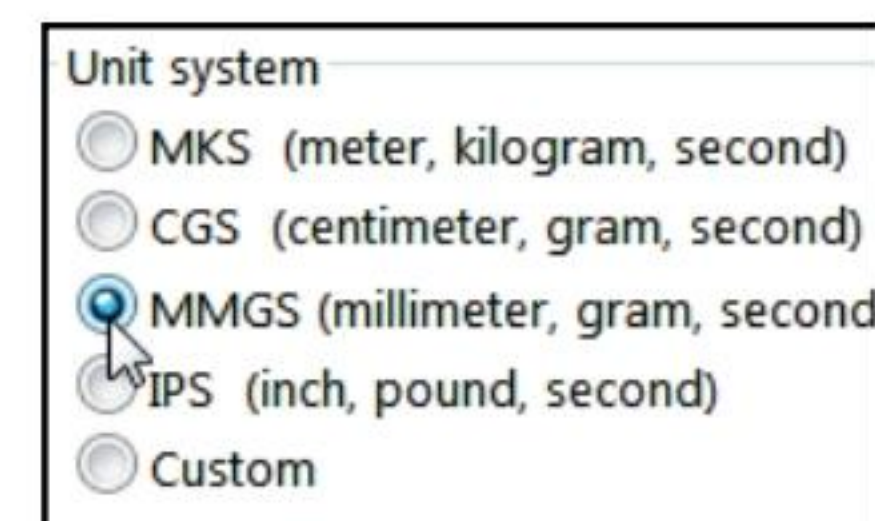 Unit system
MKS (meter, kilogram, second)
CGS (centimeter, gram, second)
MMGS (millimeter, gram, second
IPS (inch, pound, second)
Custom